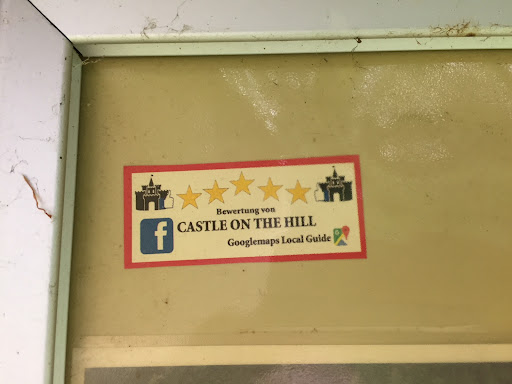 Bewertung von
f CASTLE ON THE HILL
Googlemaps Local Guide